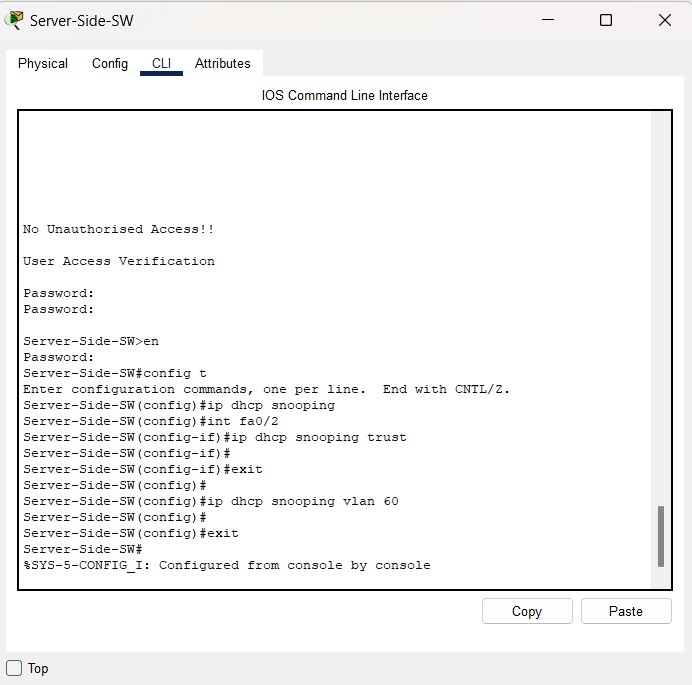 Server-Side-SW
Physical Config CLI Attributes
IOS Command Line Interface
No Unauthorised Access!!
User Access Verification
Password:
Password:
Server-Side-SW>en
Password:
Server-Side-SW#config t
Enter configuration commands, one per line.  End with CNTL/Z.
Server-Side-SW(config)#ip dhcp snooping
Server-Side-SW(config)#int fa0/2
Server-Side-SW(config-if)#ip dhcp snooping trust
Server-Side-SW(config-if)#
Server-Side-SW(config-if)#exit
Server-Side-SW(config)#
Server-Side-SW(config)#ip dhcp snooping vlan 60
Server-Side-SW(config)#
Server-Side-SW(config)#exit
Server-Side-SW#
%SYS-5-CONFIG_I: Configured from console by console
Copy Paste
Top